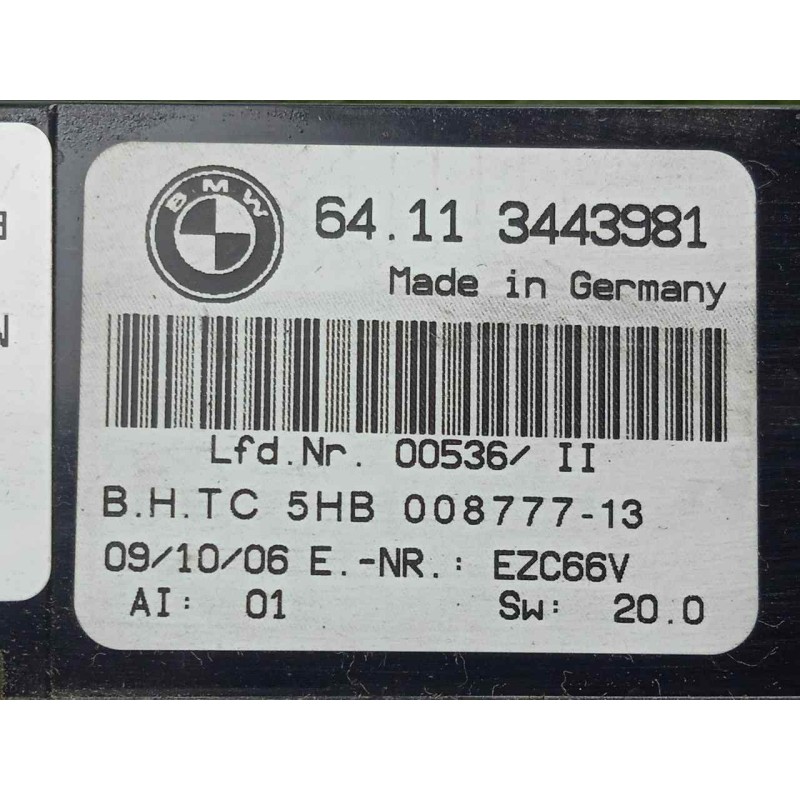 BMW
64.11 3443981
Made in Germany
Lfd.Nr. 00536/ II
B.H.TC 5HB 008777-13
09/10/06 E.-NR.: EZC66V
AI: 01 Sw: 20.0